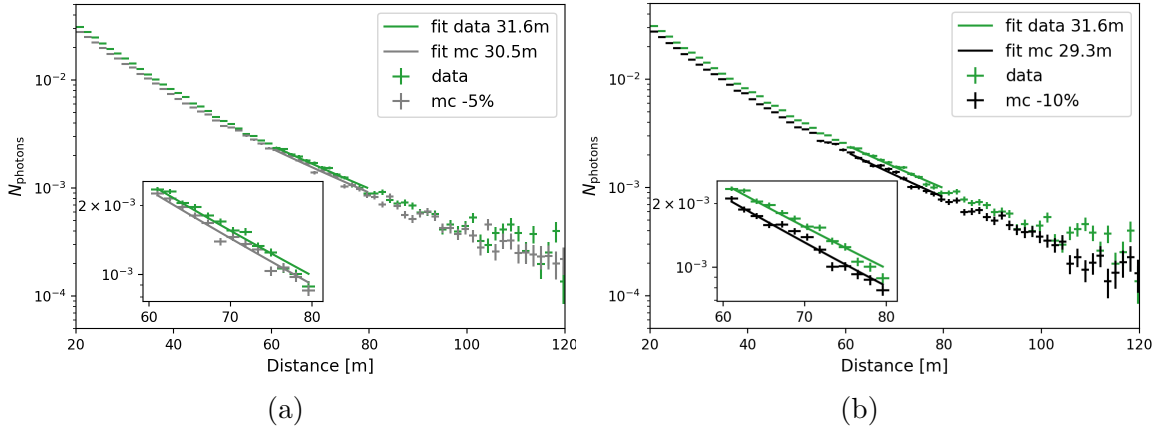 fit data 31.6m
fit mc 30.5m
data
mc -5%
10⁻²
10⁻³
10⁻⁴
N_photons
2 × 10⁻³
10⁻³
60 70 80
20 40 60 80 100 120
Distance [m]
(a)
fit data 31.6m
fit mc 29.3m
data
mc -10%
10⁻²
10⁻³
10⁻⁴
N_photons
2 × 10⁻³
10⁻³
60 70 80
20 40 60 80 100 120
Distance [m]
(b)